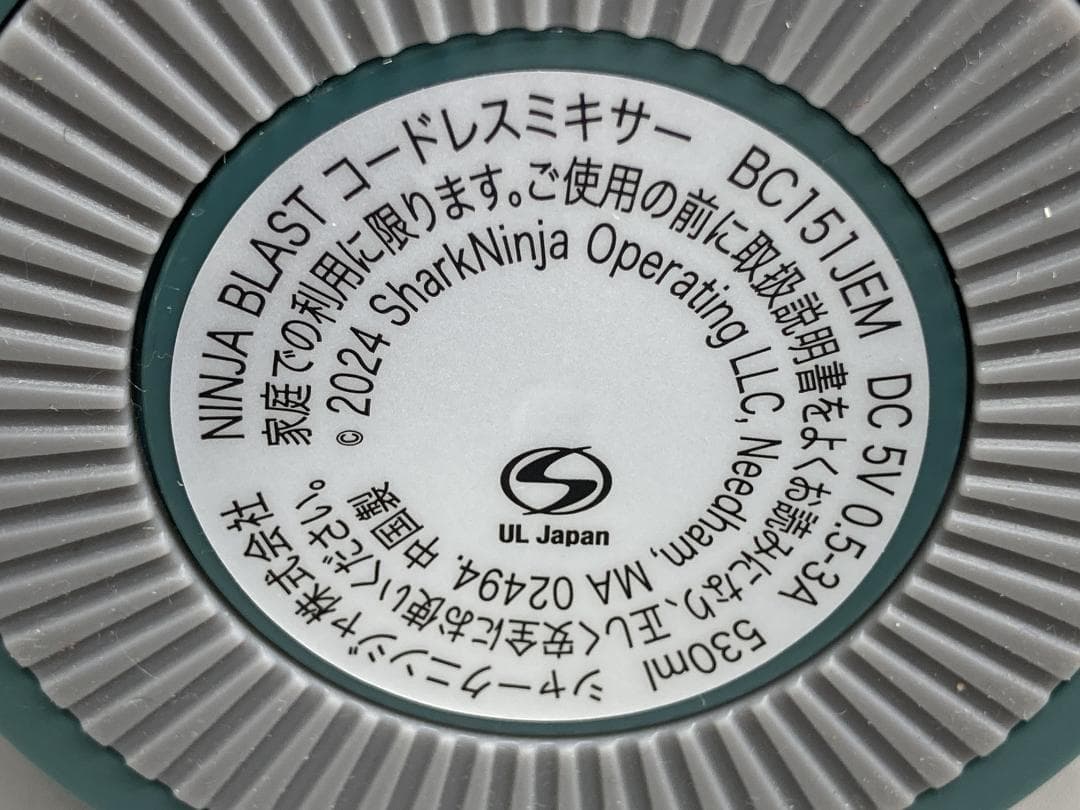 NINJA BLAST コードレスミキサー BC151JEM DC 5V 0.5-3A 530ml シャークニンジャ株式会社
家庭での利用に限ります。ご使用の前に取扱説明書をよくお読みになり、正しく安全にお使いください。
© 2024 SharkNinja Operating LLC, Needham, MA 02494. 中国製
UL Japan